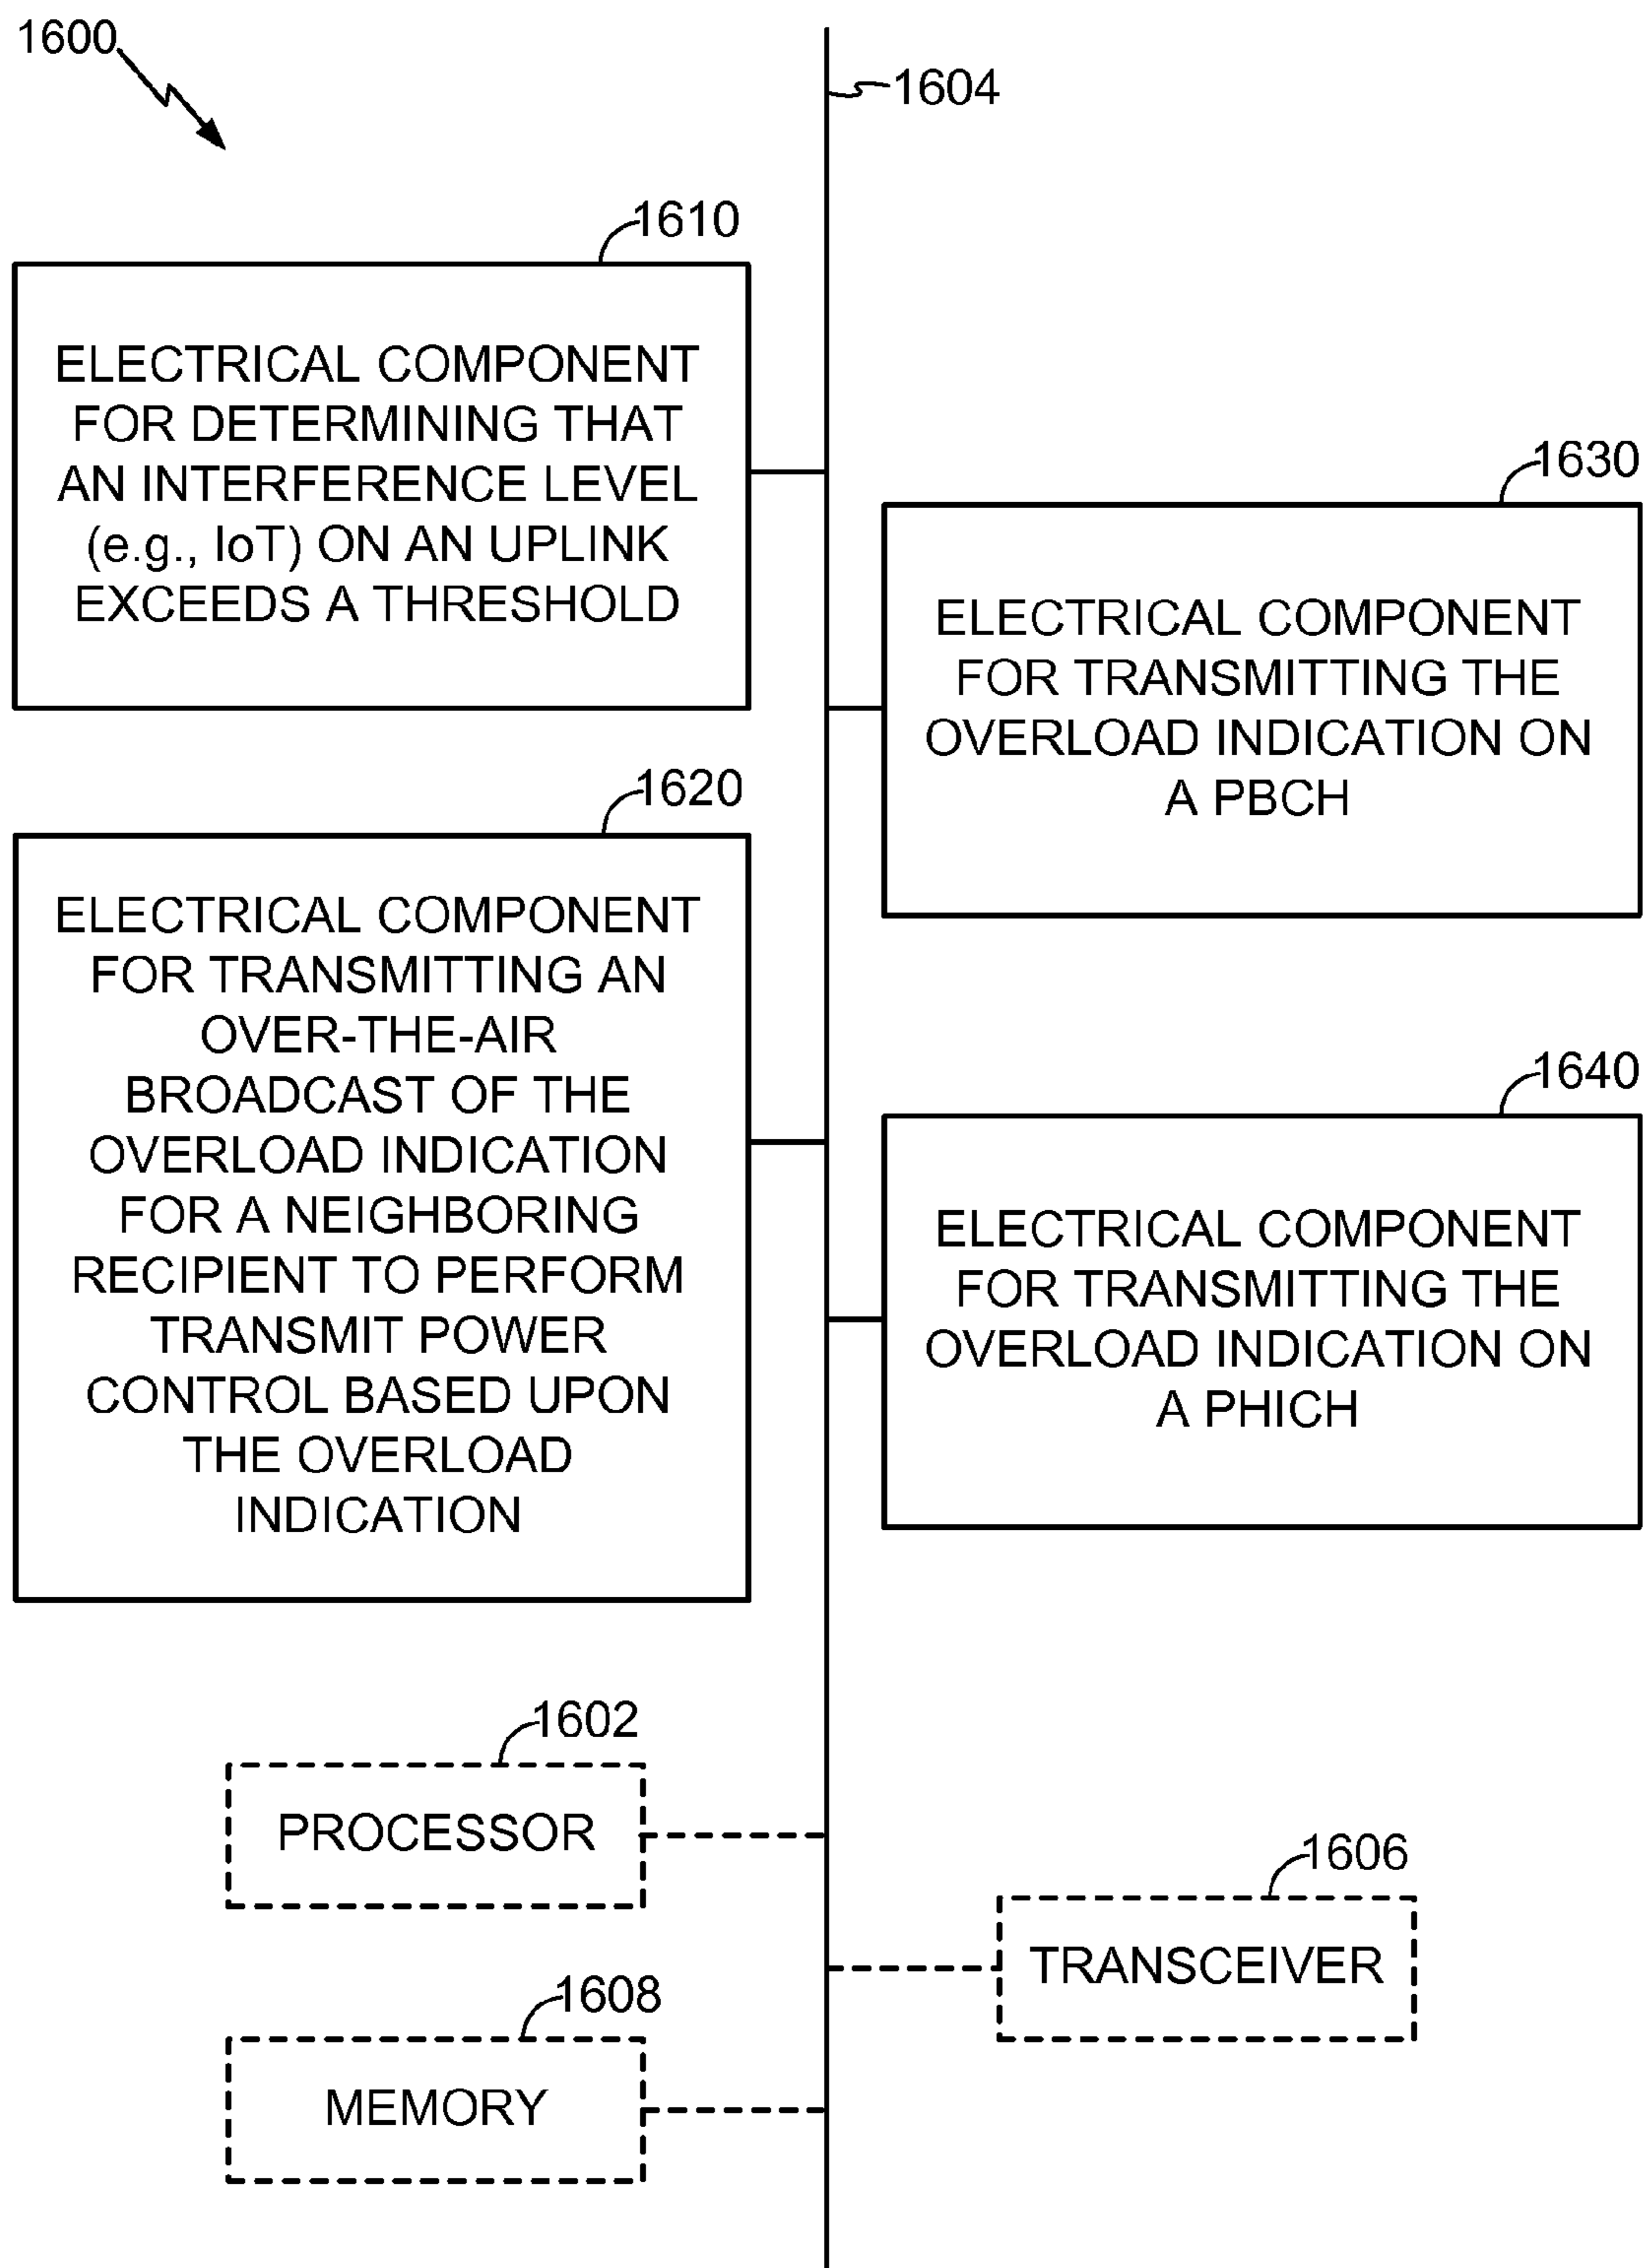 1600
1604
1610
ELECTRICAL COMPONENT
FOR DETERMINING THAT
AN INTERFERENCE LEVEL
(e.g., IoT) ON AN UPLINK
EXCEEDS A THRESHOLD
1630
ELECTRICAL COMPONENT
FOR TRANSMITTING THE
OVERLOAD INDICATION ON
A PBCH
1620
ELECTRICAL COMPONENT
FOR TRANSMITTING AN
OVER-THE-AIR
BROADCAST OF THE
OVERLOAD INDICATION
FOR A NEIGHBORING
RECIPIENT TO PERFORM
TRANSMIT POWER
CONTROL BASED UPON
THE OVERLOAD
INDICATION
1640
ELECTRICAL COMPONENT
FOR TRANSMITTING THE
OVERLOAD INDICATION ON
A PHICH
1602
PROCESSOR
1606
TRANSCEIVER
1608
MEMORY